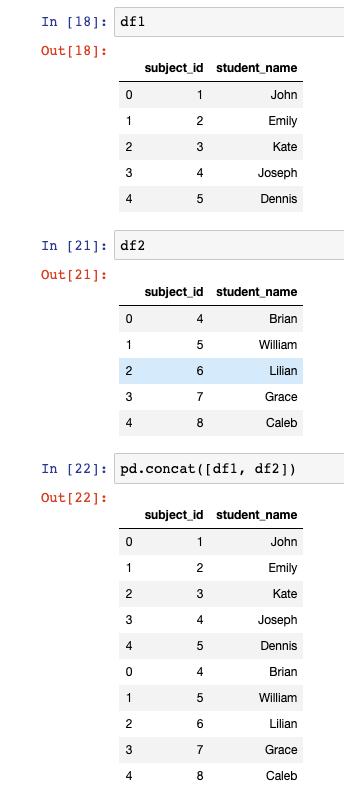 In [18]: df1
Out[18]:
subject_id student_name
0 1 John
1 2 Emily
2 3 Kate
3 4 Joseph
4 5 Dennis
In [21]: df2
Out[21]:
subject_id student_name
0 4 Brian
1 5 William
2 6 Lilian
3 7 Grace
4 8 Caleb
In [22]: pd.concat([df1, df2])
Out[22]:
subject_id student_name
0 1 John
1 2 Emily
2 3 Kate
3 4 Joseph
4 5 Dennis
0 4 Brian
1 5 William
2 6 Lilian
3 7 Grace
4 8 Caleb